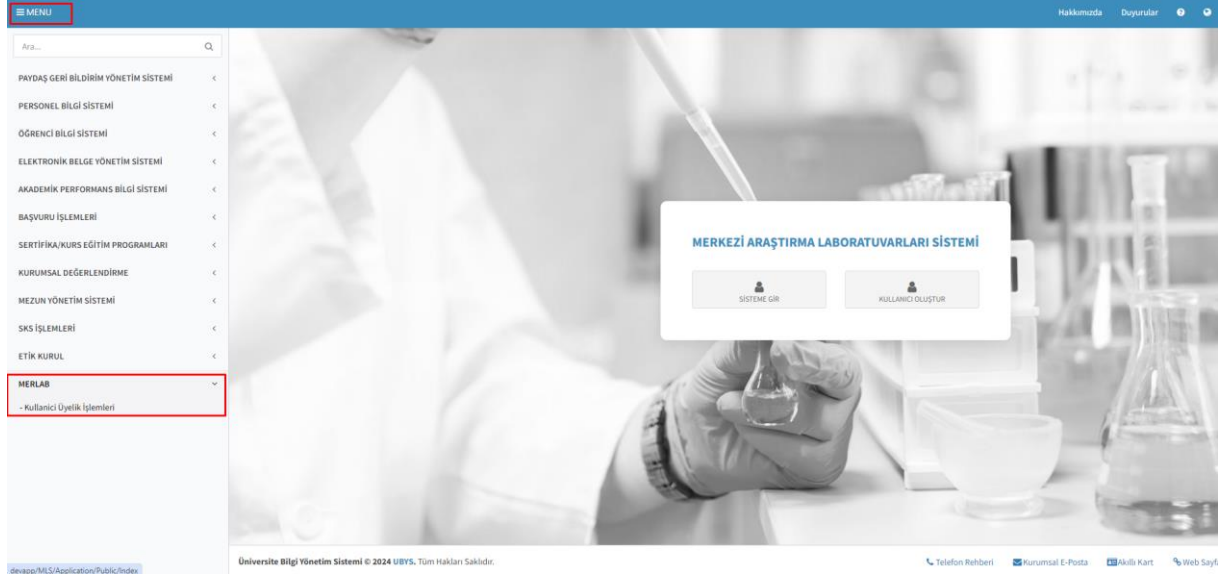 MENU
Hakkımızda
Duyurular
Ara...
PAYDAŞ GERİ BİLDİRİM YÖNETİM SİSTEMİ
PERSONEL BİLGİ SİSTEMİ
ÖĞRENCİ BİLGİ SİSTEMİ
ELEKTRONİK BELGE YÖNETİM SİSTEMİ
AKADEMİK PERFORMANS BİLGİ SİSTEMİ
BAŞVURU İŞLEMLERİ
SERTİFİKA/KURS EĞİTİM PROGRAMLARI
KURUMSAL DEĞERLENDİRME
MEZUN YÖNETİM SİSTEMİ
SKS İŞLEMLERİ
ETİK KURUL
MERLAB
- Kullanici Üyelik İşlemleri
MERKEZİ ARAŞTIRMA LABORATUVARLARI SİSTEMİ
SİSTEME GİR
KULLANICI OLUŞTUR
devapp/MLS/Application/Public/Index
Üniversite Bilgi Yönetim Sistemi © 2024 UBYS. Tüm Hakları Saklıdır.
Telefon Rehberi
Kurumsal E-Posta
Akıllı Kart
Web Sayfa